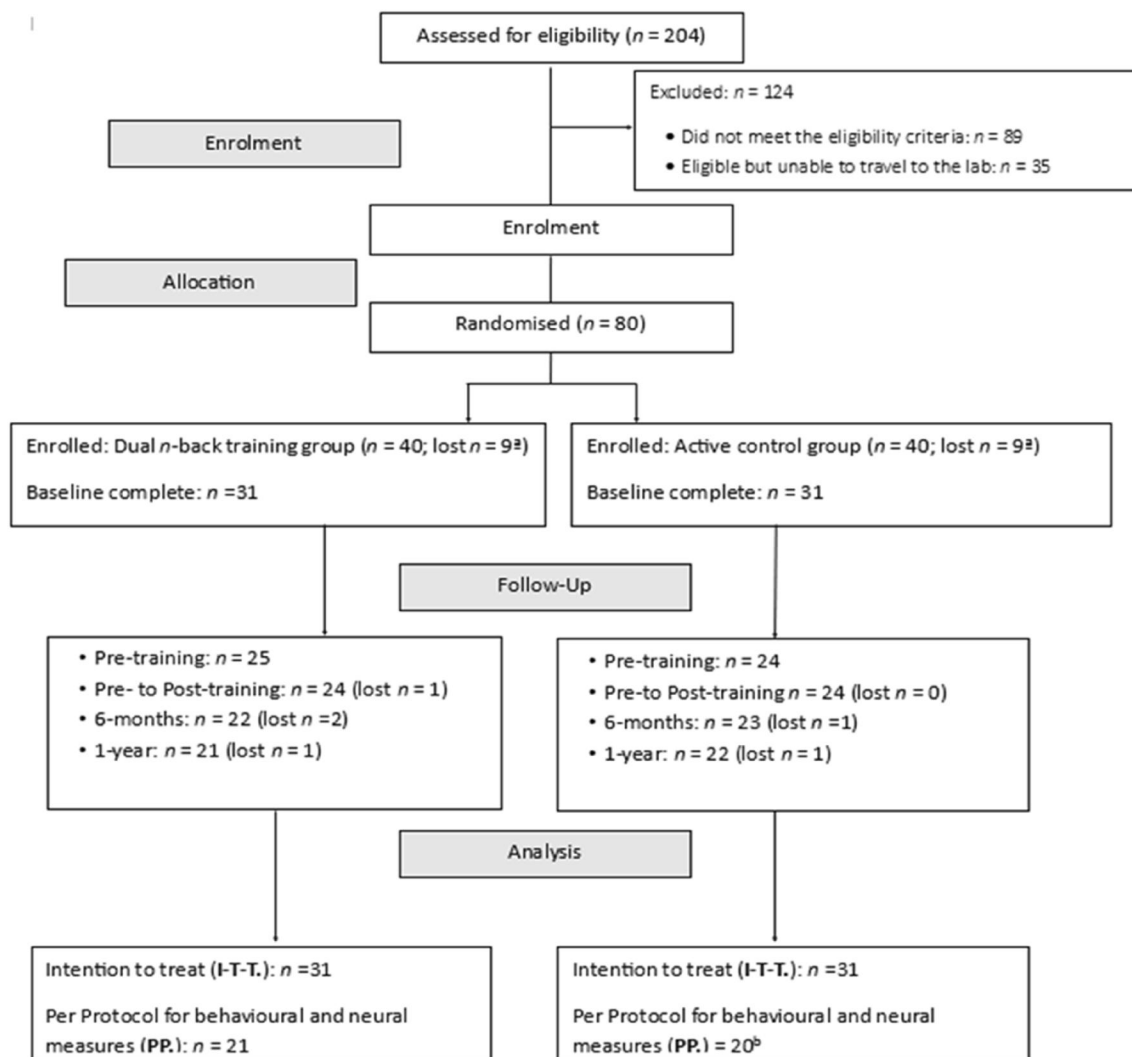 Assessed for eligibility (n = 204)
Excluded: n = 124
• Did not meet the eligibility criteria: n = 89
• Eligible but unable to travel to the lab: n = 35
Enrolment
Enrolment
Allocation
Randomised (n = 80)
Enrolled: Dual n-back training group (n = 40; lost n = 9ª)
Baseline complete: n =31
Enrolled: Active control group (n = 40; lost n = 9ª)
Baseline complete: n = 31
Follow-Up
• Pre-training: n = 25
• Pre- to Post-training: n = 24 (lost n = 1)
• 6-months: n = 22 (lost n =2)
• 1-year: n = 21 (lost n = 1)
• Pre-training: n = 24
• Pre-to Post-training n = 24 (lost n = 0)
• 6-months: n = 23 (lost n =1)
• 1-year: n = 22 (lost n = 1)
Analysis
Intention to treat (I-T-T.): n =31
Per Protocol for behavioural and neural
measures (PP.): n = 21
Intention to treat (I-T-T.): n =31
Per Protocol for behavioural and neural
measures (PP.) = 20ᵇ